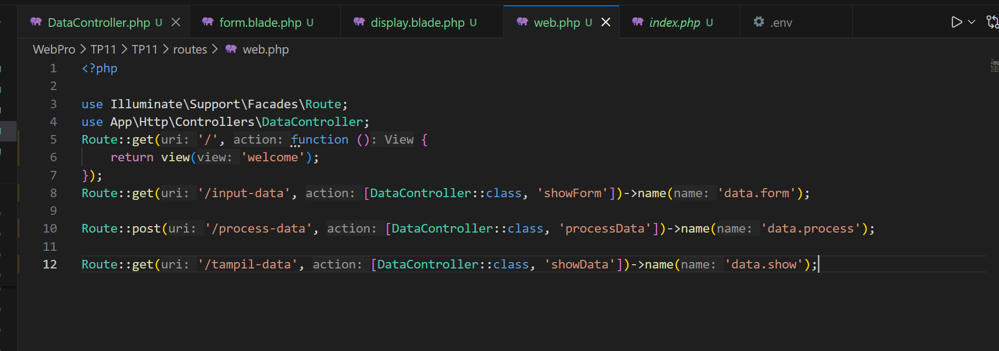 DataController.php U form.blade.php U display.blade.php U web.php U index.php U .env
WebPro > TP11 > TP11 > routes > web.php
1 <?php
2
3 use Illuminate\Support\Facades\Route;
4 use App\Http\Controllers\DataController;
5 Route::get(uri: '/', action: function (): View {
6     return view(view: 'welcome');
7 });
8 Route::get(uri: '/input-data', action: [DataController::class, 'showForm'])->name(name: 'data.form');
9
10 Route::post(uri: '/process-data', action: [DataController::class, 'processData'])->name(name: 'data.process');
11
12 Route::get(uri: '/tampil-data', action: [DataController::class, 'showData'])->name(name: 'data.show');